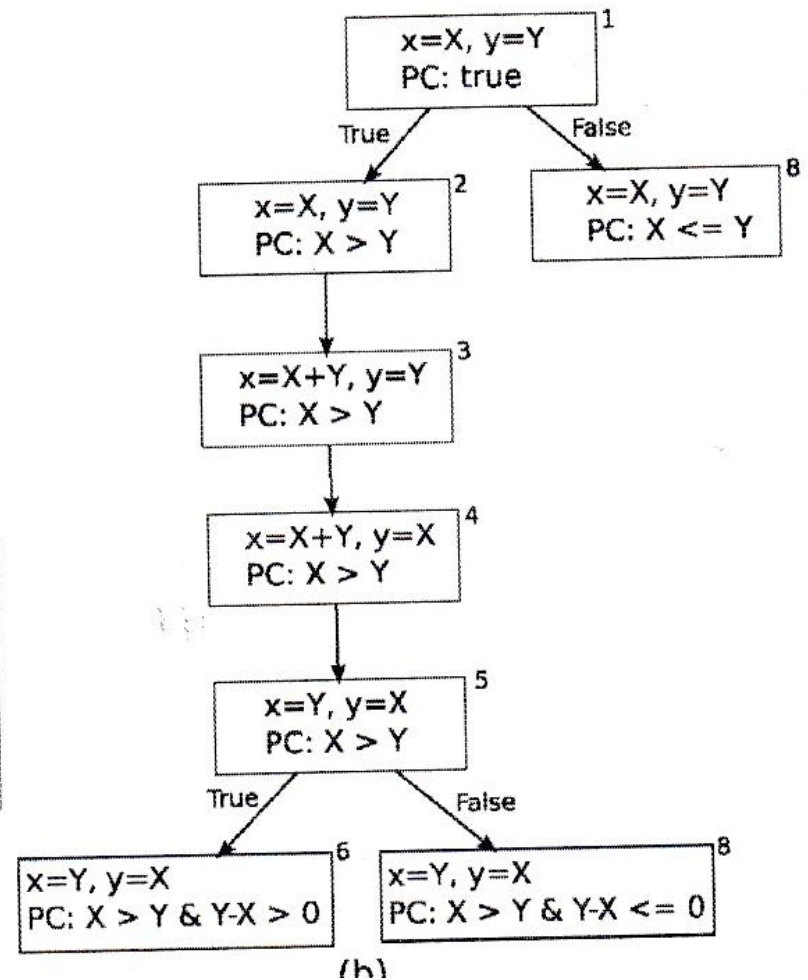 1
x=X, y=Y
PC: true
True
False
2
x=X, y=Y
PC: X > Y
8
x=X, y=Y
PC: X <= Y
3
x=X+Y, y=Y
PC: X > Y
4
x=X+Y, y=X
PC: X > Y
5
x=Y, y=X
PC: X > Y
True
False
6
x=Y, y=X
PC: X > Y & Y-X > 0
8
x=Y, y=X
PC: X > Y & Y-X <= 0
(b)